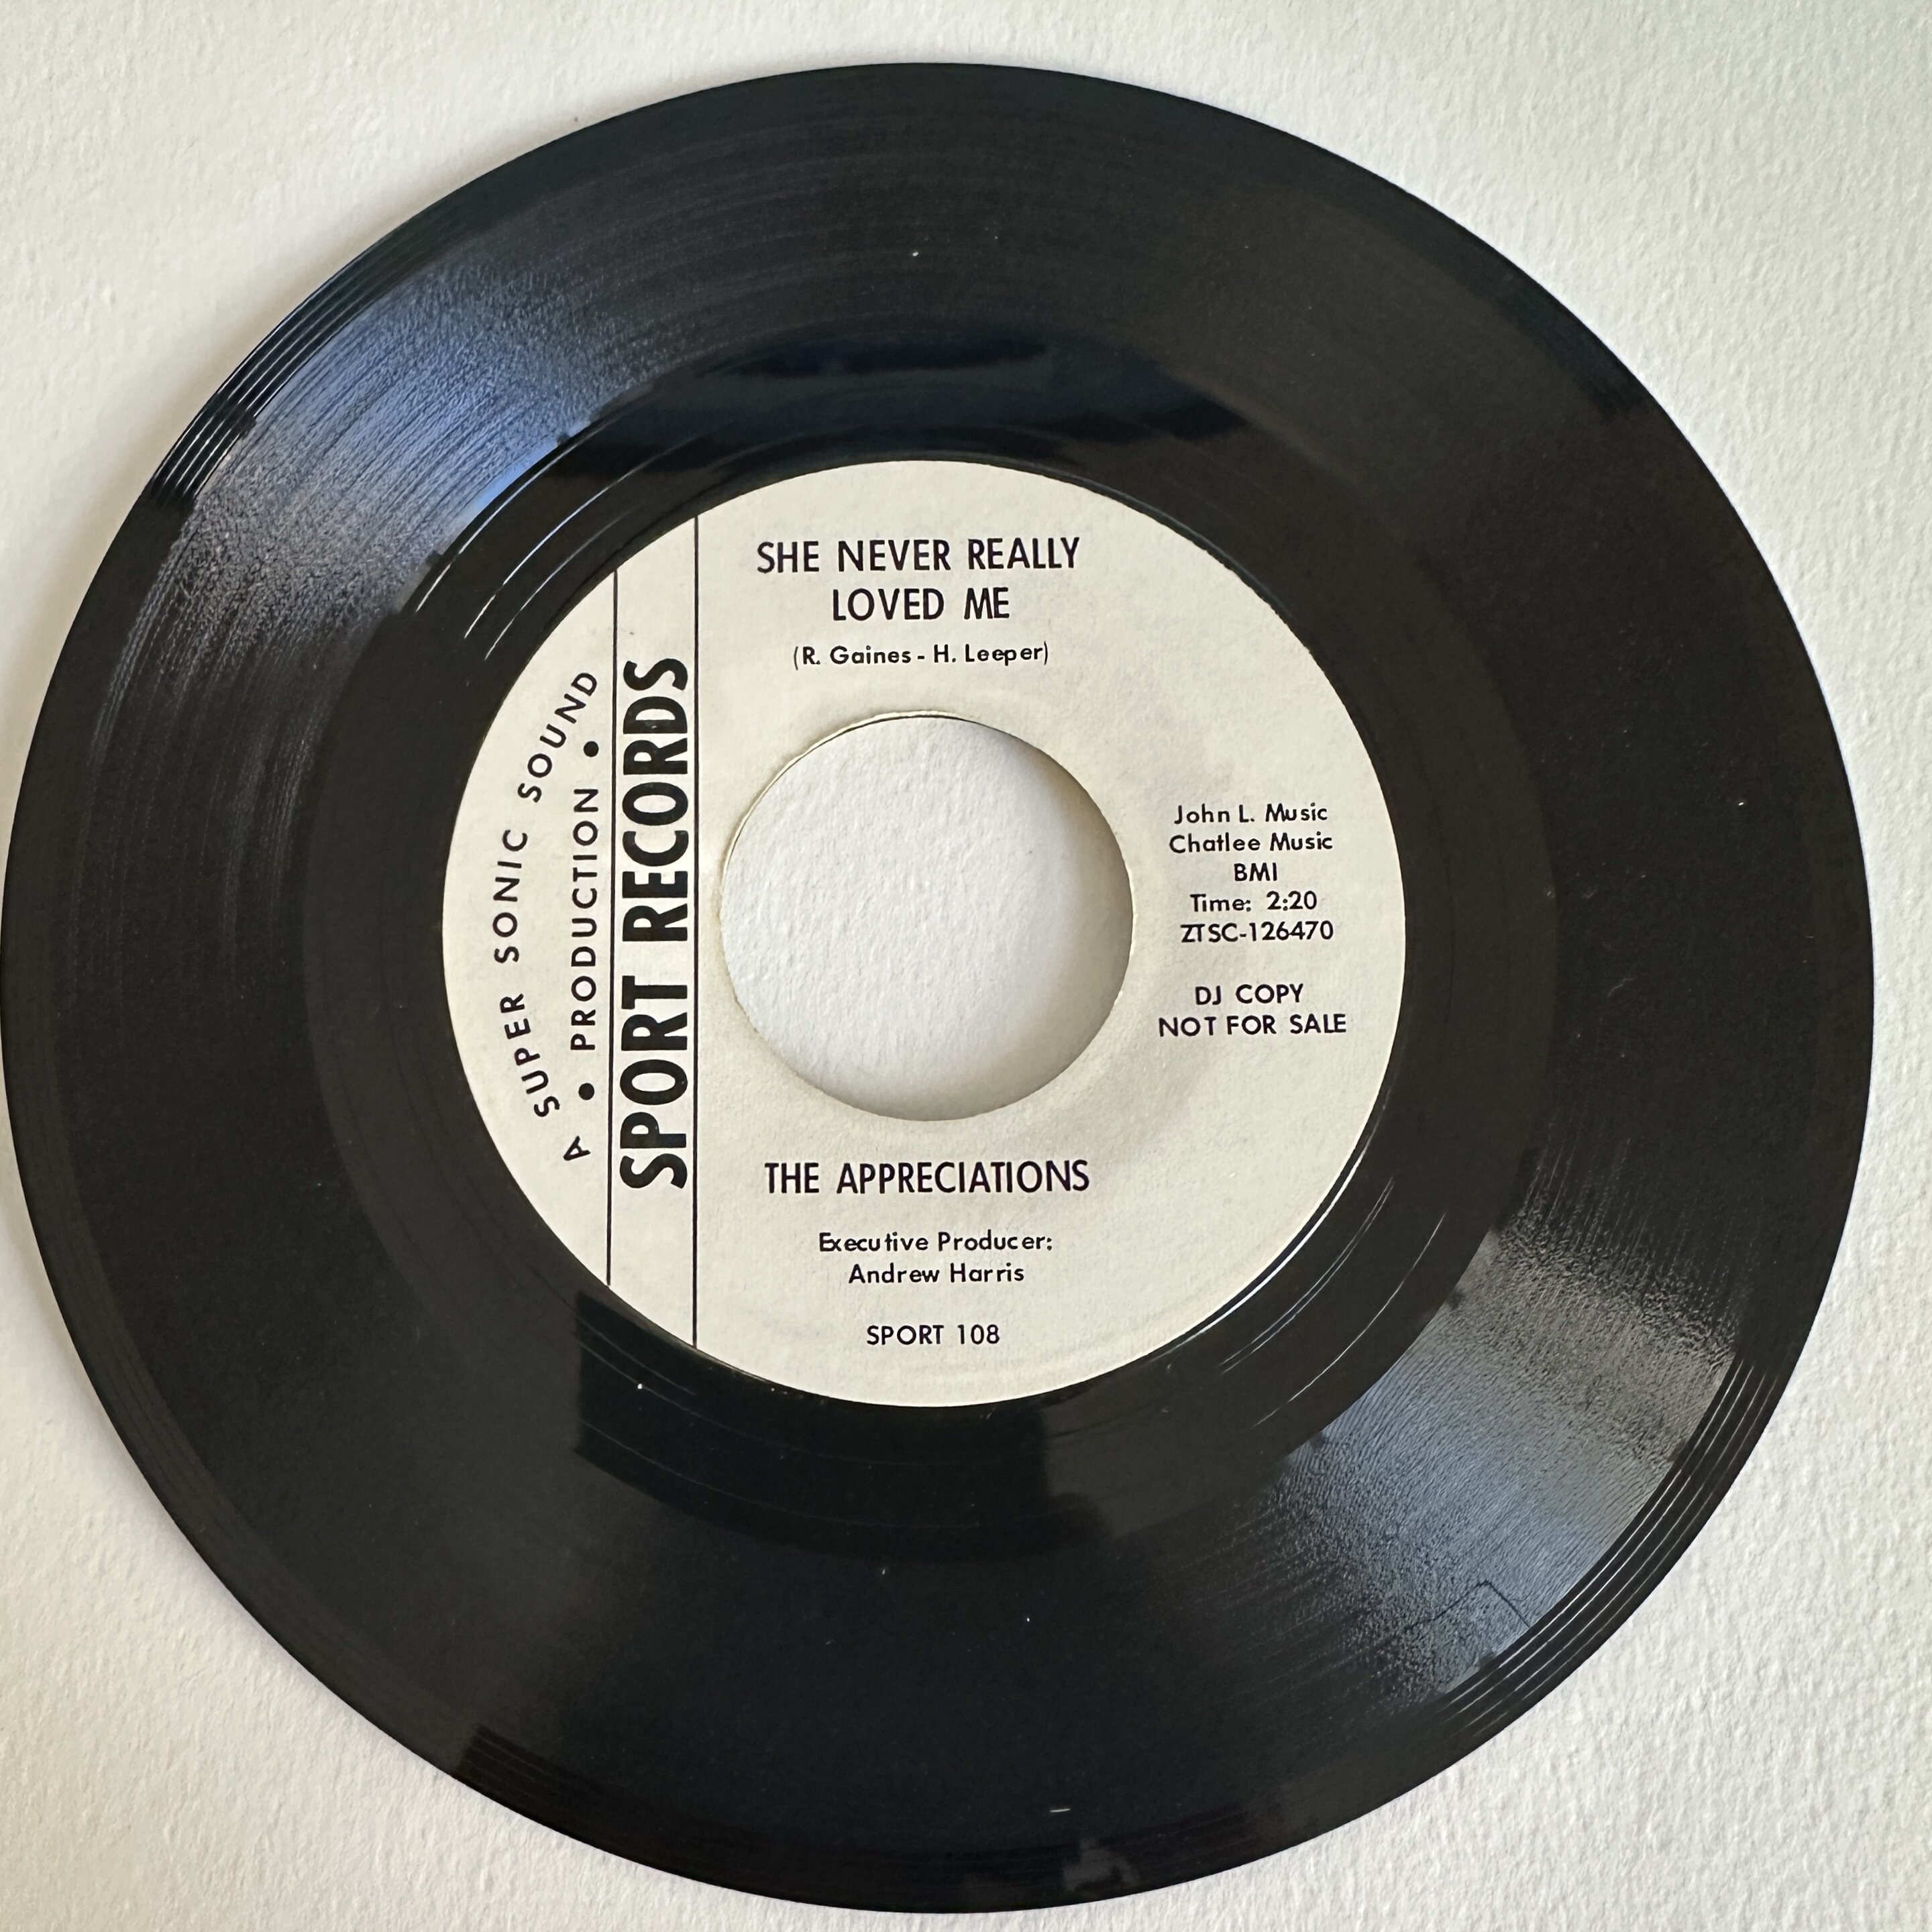 SHE NEVER REALLY
LOVED ME
(R. Gaines - H. Leeper)
A SUPER SONIC SOUND
• PRODUCTION •
SPORT RECORDS
John L. Music
Chatlee Music
BMI
Time: 2:20
ZTSC-126470
DJ COPY
NOT FOR SALE
THE APPRECIATIONS
Executive Producer:
Andrew Harris
SPORT 108